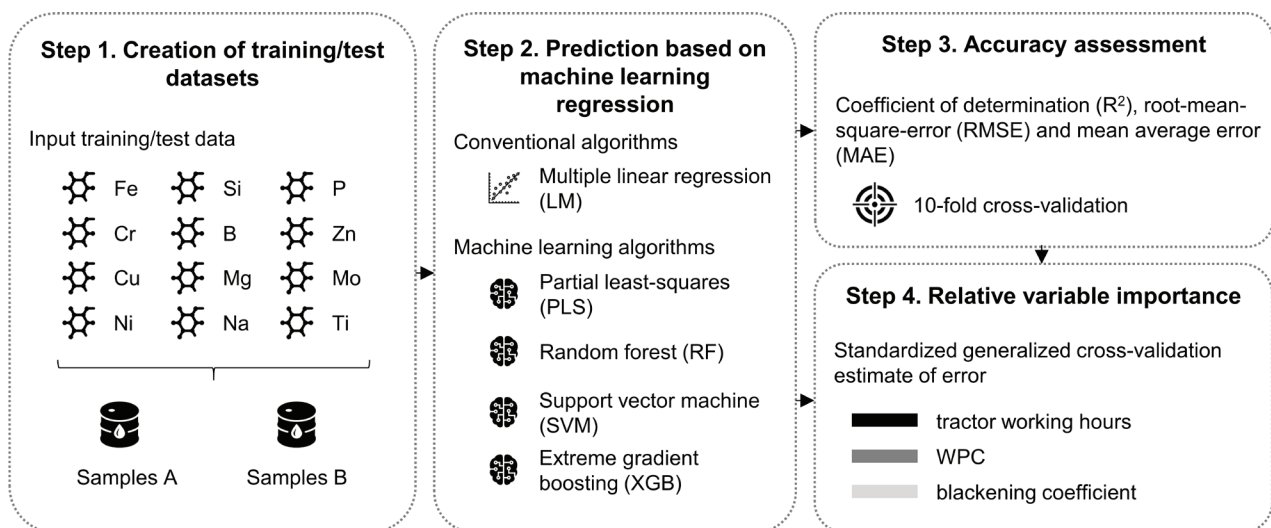 Step 1. Creation of training/test
datasets
Input training/test data
Fe
Si
P
Cr
B
Zn
Cu
Mg
Mo
Ni
Na
Ti
Samples A
Samples B
Step 2. Prediction based on
machine learning
regression
Conventional algorithms
Multiple linear regression
(LM)
Machine learning algorithms
Partial least-squares
(PLS)
Random forest (RF)
Support vector machine
(SVM)
Extreme gradient
boosting (XGB)
Step 3. Accuracy assessment
Coefficient of determination (R²), root-mean-
square-error (RMSE) and mean average error
(MAE)
10-fold cross-validation
Step 4. Relative variable importance
Standardized generalized cross-validation
estimate of error
tractor working hours
WPC
blackening coefficient